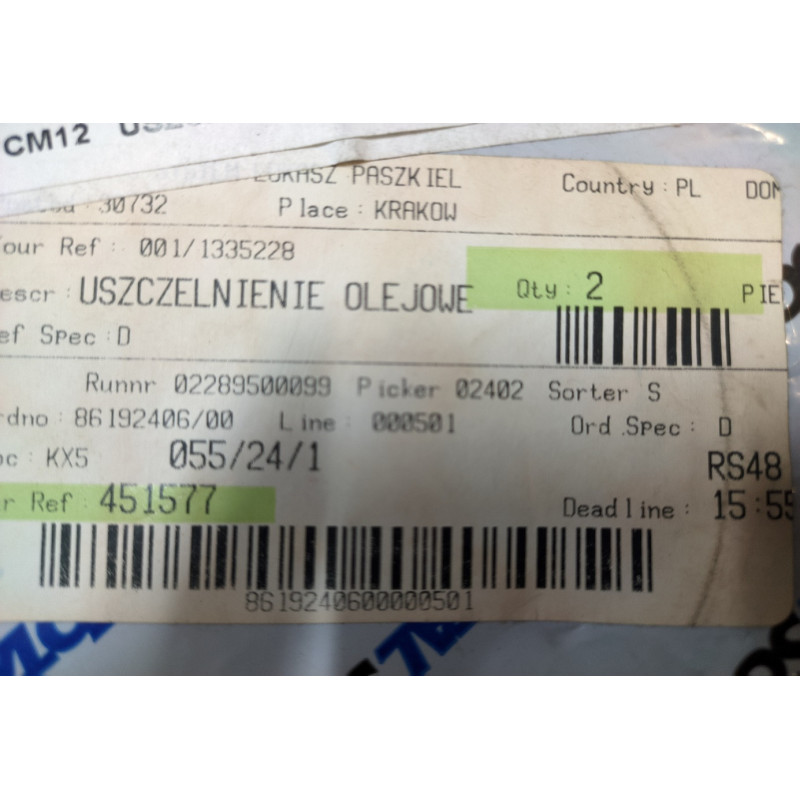 CM12
ŁUKASZ PASZKIEL Country : PL
30732 Place : KRAKOW
our Ref : 001/1335228
escr : USZCZELNIENIE OLEJOWE Qty : 2 PIE
ef Spec : D
Runnr 02289500099 Picker 02402 Sorter S
rdno : 86192406/00 Line : 000501 Ord.Spec : D
oc : KX5 055/24/1 RS48
r Ref : 451577 Deadline : 15:55
8619240600000501